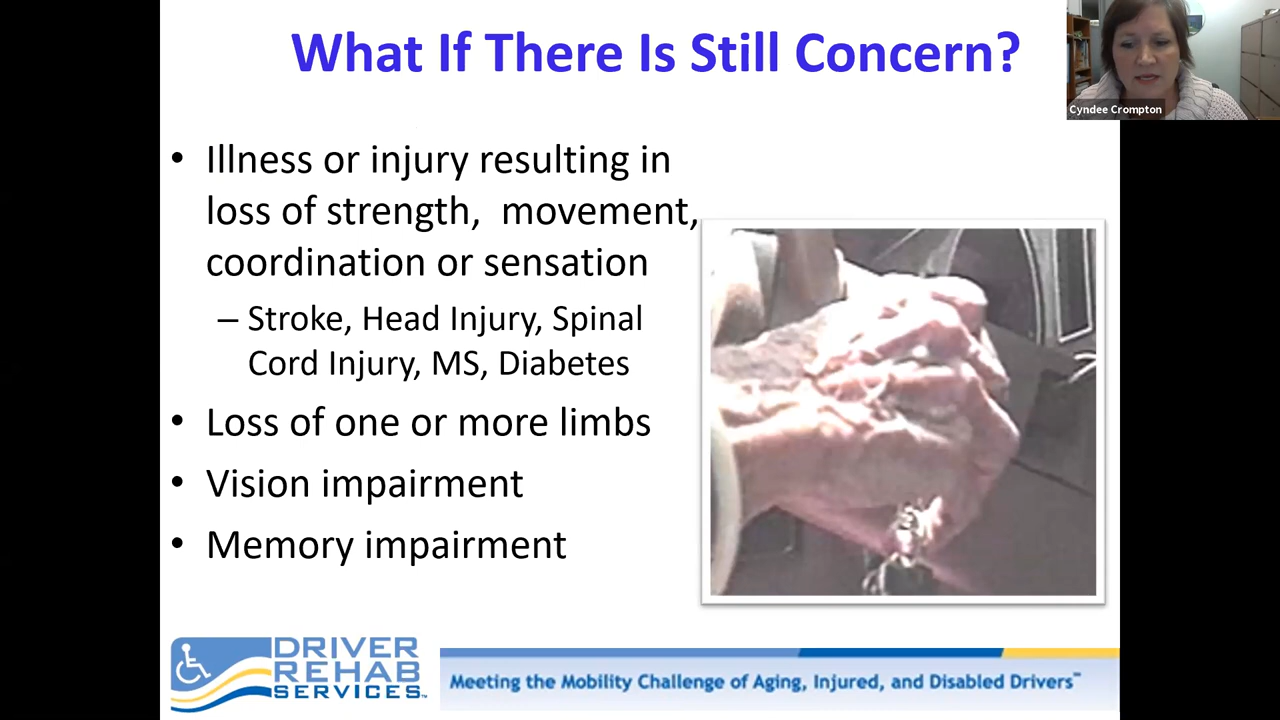 What If There Is Still Concern?
Cyndee Crompton
• Illness or injury resulting in
loss of strength,  movement,
coordination or sensation
– Stroke, Head Injury, Spinal
Cord Injury, MS, Diabetes
• Loss of one or more limbs
• Vision impairment
• Memory impairment
DRIVER
REHAB
SERVICES™
Meeting the Mobility Challenge of Aging, Injured, and Disabled Drivers™